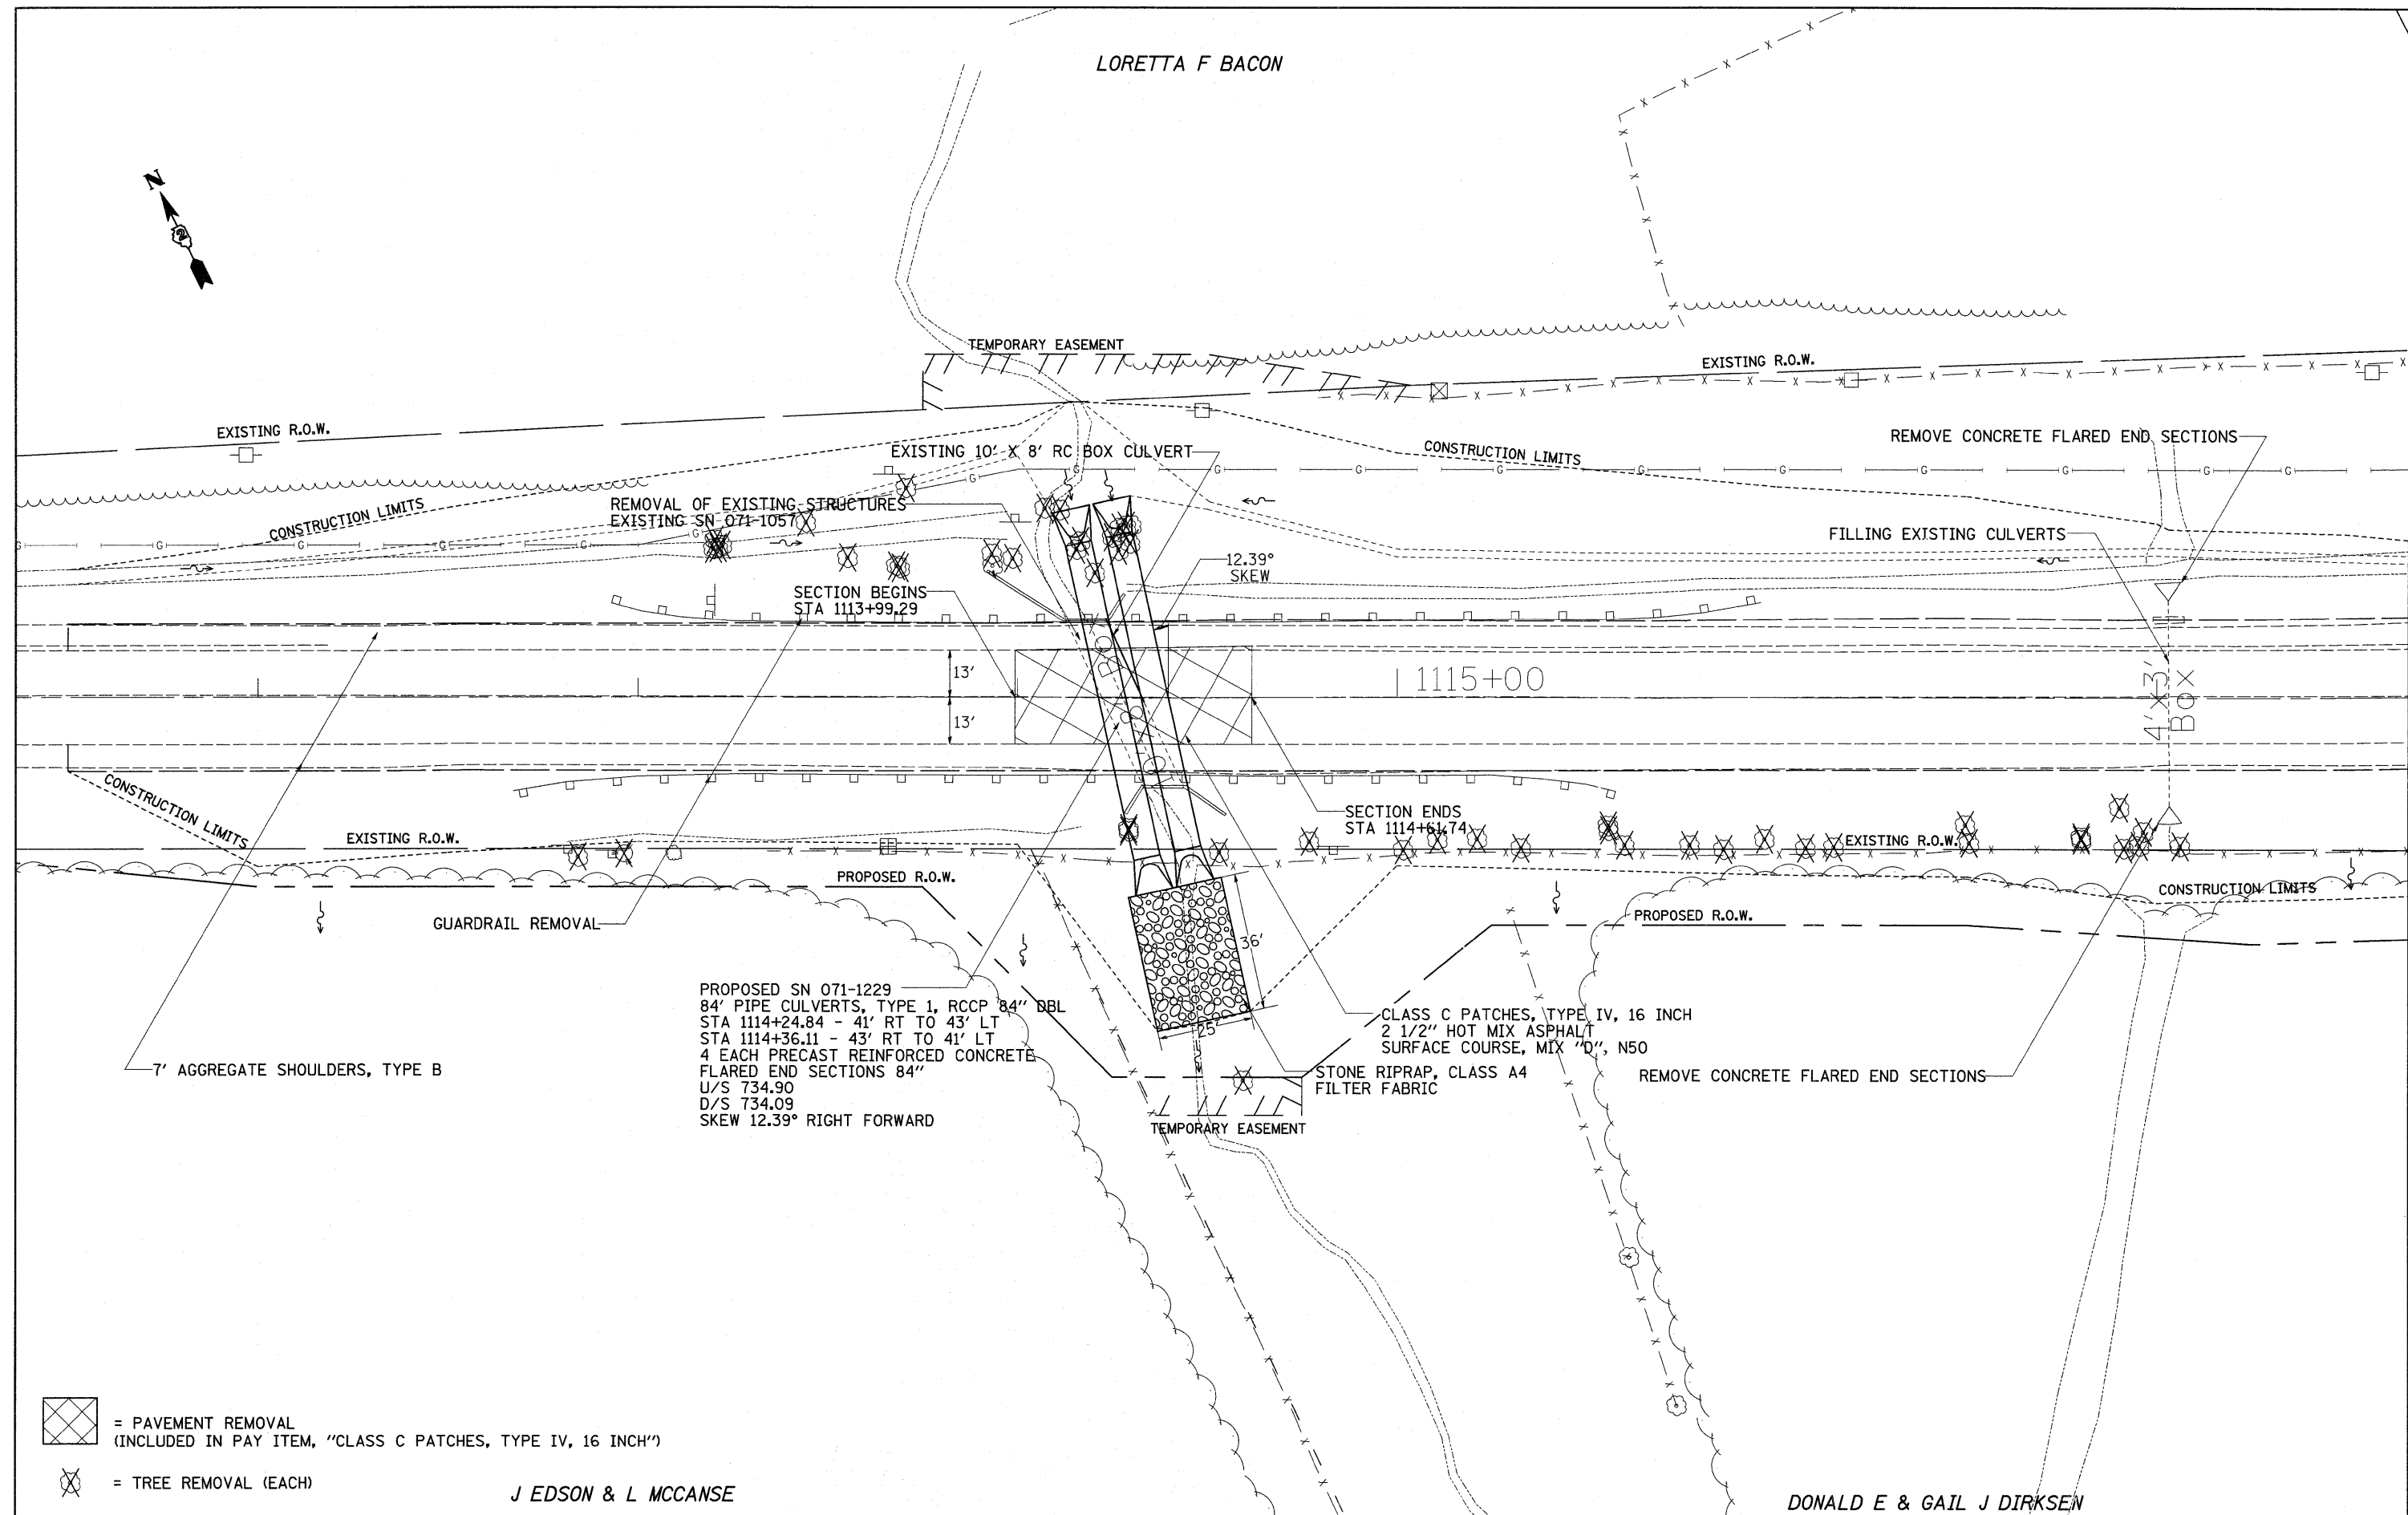 LORETTA F BACON
N
2
TEMPORARY EASEMENT
EXISTING R.O.W.
EXISTING R.O.W.
EXISTING 10' X 8' RC BOX CULVERT
CONSTRUCTION LIMITS
REMOVE CONCRETE FLARED END SECTIONS
REMOVAL OF EXISTING STRUCTURES
EXISTING SN 071-1057
CONSTRUCTION LIMITS
FILLING EXISTING CULVERTS
12.39°
SKEW
SECTION BEGINS
STA 1113+99.29
13'
13'
1115+00
4'x3'
Box
CONSTRUCTION LIMITS
EXISTING R.O.W.
SECTION ENDS
STA 1114+61.74
EXISTING R.O.W.
PROPOSED R.O.W.
CONSTRUCTION LIMITS
GUARDRAIL REMOVAL
PROPOSED R.O.W.
36'
25'
PROPOSED SN 071-1229
84' PIPE CULVERTS, TYPE 1, RCCP 84" DBL
STA 1114+24.84 - 41' RT TO 43' LT
STA 1114+36.11 - 43' RT TO 41' LT
4 EACH PRECAST REINFORCED CONCRETE
FLARED END SECTIONS 84"
U/S 734.90
D/S 734.09
SKEW 12.39° RIGHT FORWARD
CLASS C PATCHES, TYPE IV, 16 INCH
2 1/2" HOT MIX ASPHALT
SURFACE COURSE, MIX "D", N50
7' AGGREGATE SHOULDERS, TYPE B
STONE RIPRAP, CLASS A4
FILTER FABRIC
REMOVE CONCRETE FLARED END SECTIONS
TEMPORARY EASEMENT
= PAVEMENT REMOVAL
(INCLUDED IN PAY ITEM, "CLASS C PATCHES, TYPE IV, 16 INCH")
= TREE REMOVAL (EACH)
J EDSON & L MCCANSE
DONALD E & GAIL J DIRKSEN